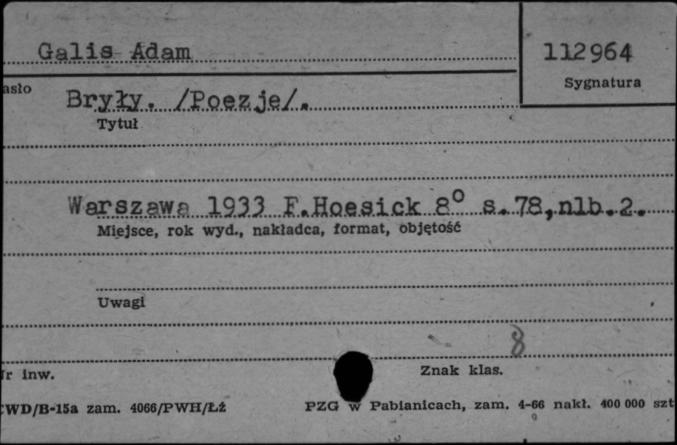 Galis Adam
112964
asło
Sygnatura
Bryły. /Poezje/.
Tytuł
Warszawa 1933 F.Hoesick 8° s.78,nlb.2.
Miejsce, rok wyd., nakładca, format, objętość
Uwagi
8
r inw.
Znak klas.
WD/B-15a zam. 4066/PWH/Łż
PZG w Pabianicach, zam. 4-66 nakł. 400 000 szt